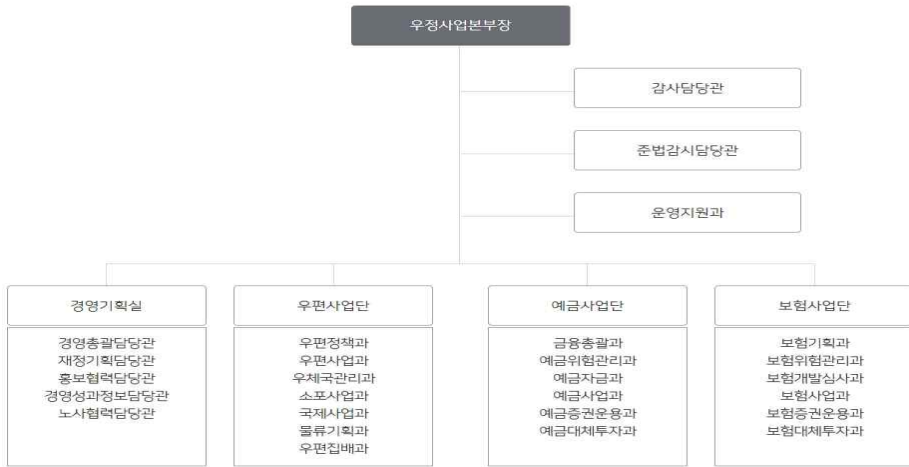 우정사업본부장
감사담당관
준법감시담당관
운영지원과
경영기획실
경영총괄담당관
재정기획담당관
홍보협력담당관
경영성과정보담당관
노사협력담당관
우편사업단
우편정책과
우편사업과
우체국관리과
소포사업과
국제사업과
물류기획과
우편집배과
예금사업단
금융총괄과
예금위험관리과
예금자금과
예금사업과
예금증권운용과
예금대체투자과
보험사업단
보험기획과
보험위험관리과
보험개발심사과
보험사업과
보험증권운용과
보험대체투자과